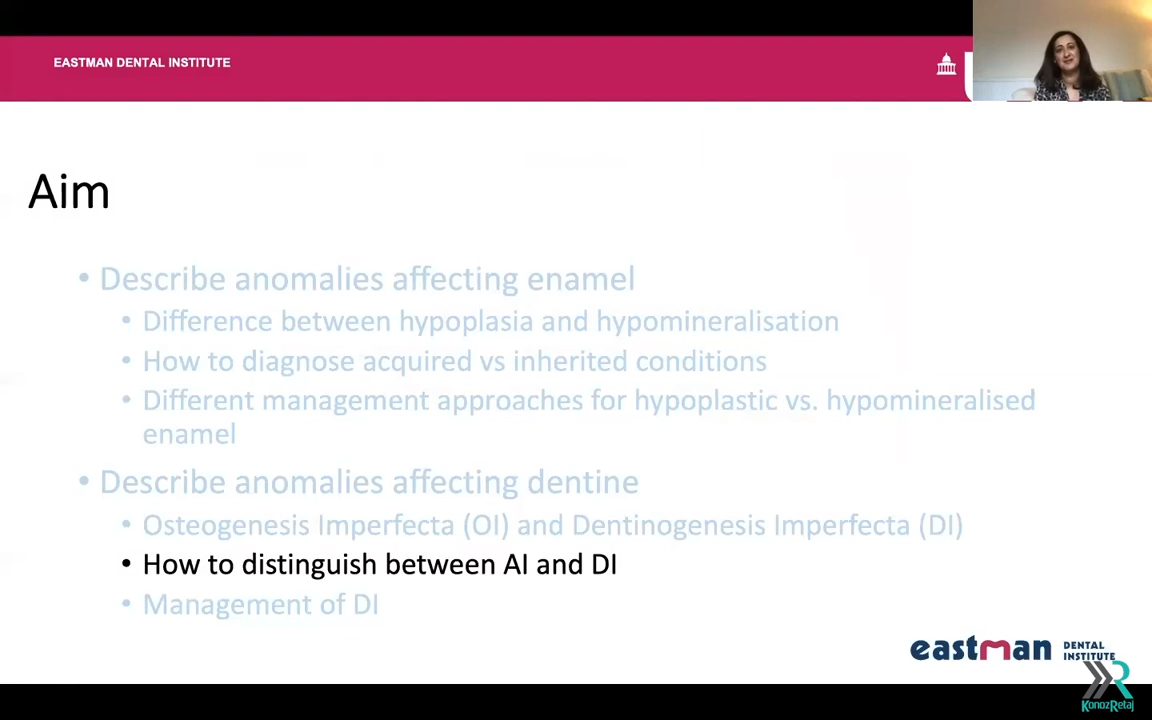 EASTMAN DENTAL INSTITUTE
Aim
• Describe anomalies affecting enamel
• Difference between hypoplasia and hypomineralisation
• How to diagnose acquired vs inherited conditions
• Different management approaches for hypoplastic vs. hypomineralised
enamel
• Describe anomalies affecting dentine
• Osteogenesis Imperfecta (OI) and Dentinogenesis Imperfecta (DI)
• How to distinguish between AI and DI
• Management of DI
eastman DENTAL
INSTITUTE
KonozRetaj